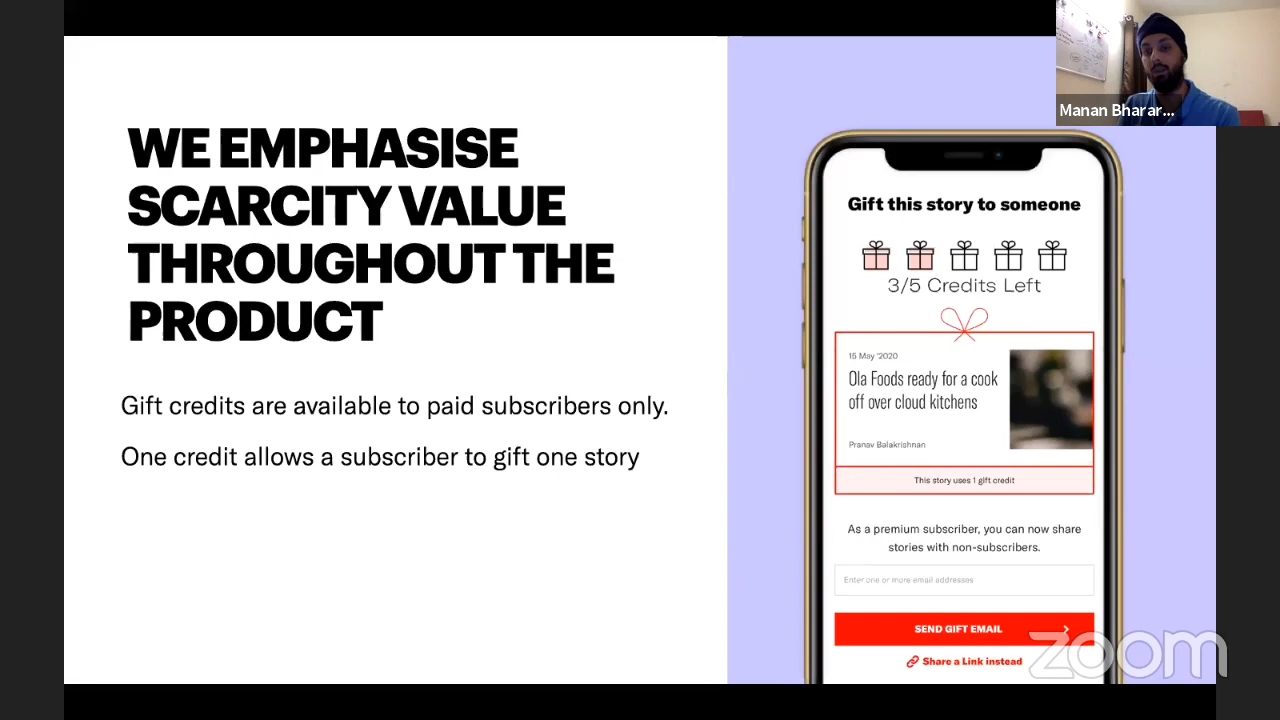 WE EMPHASISE
SCARCITY VALUE
THROUGHOUT THE
PRODUCT
Gift credits are available to paid subscribers only.
One credit allows a subscriber to gift one story
Manan Bharar...
Gift this story to someone
3/5 Credits Left
15 May '2020
Ola Foods ready for a cook
off over cloud kitchens
Pranav Balakrishnan
This story uses 1 gift credit
As a premium subscriber, you can now share
stories with non-subscribers.
Enter one or more email addresses
SEND GIFT EMAIL
Share a Link instead
zoom